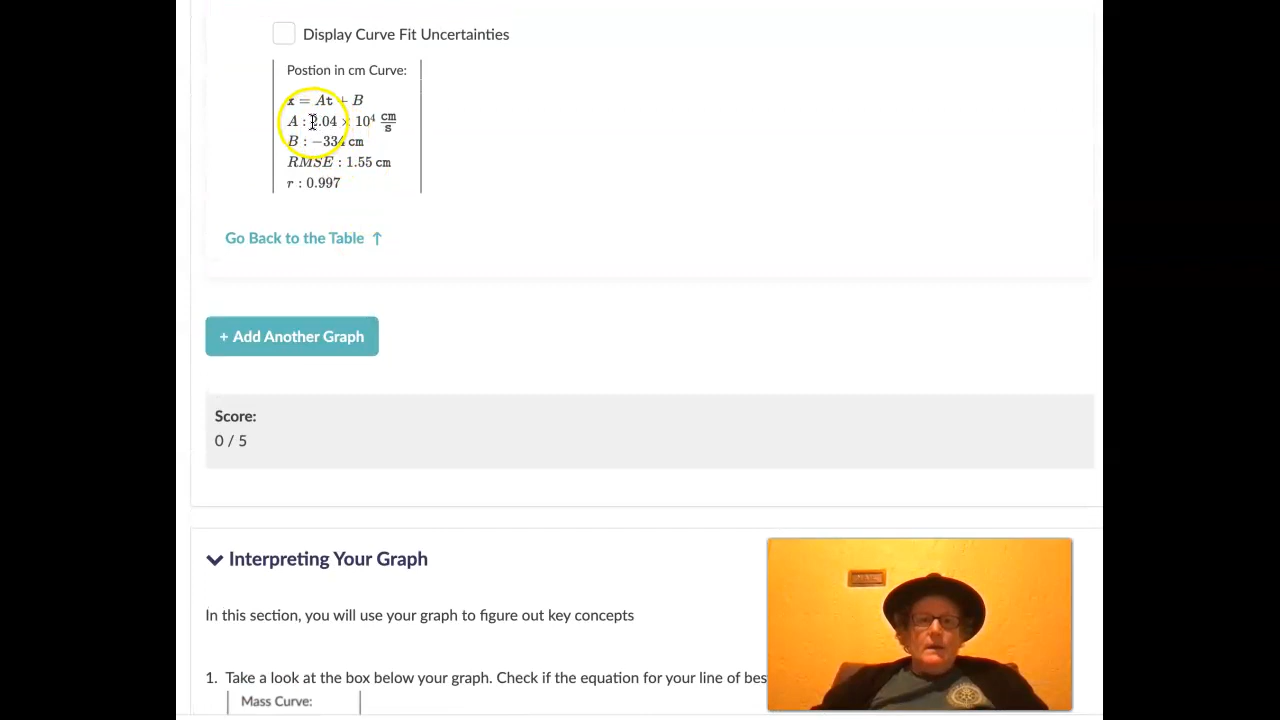 Display Curve Fit Uncertainties
Postion in cm Curve:
x = At + B
A : 2.04 × 10⁴ cm/s
B : −334 cm
RMSE : 1.55 cm
r : 0.997
Go Back to the Table ↑
+ Add Another Graph
Score:
0 / 5
Interpreting Your Graph
In this section, you will use your graph to figure out key concepts
1. Take a look at the box below your graph. Check if the equation for your line of bes
Mass Curve: